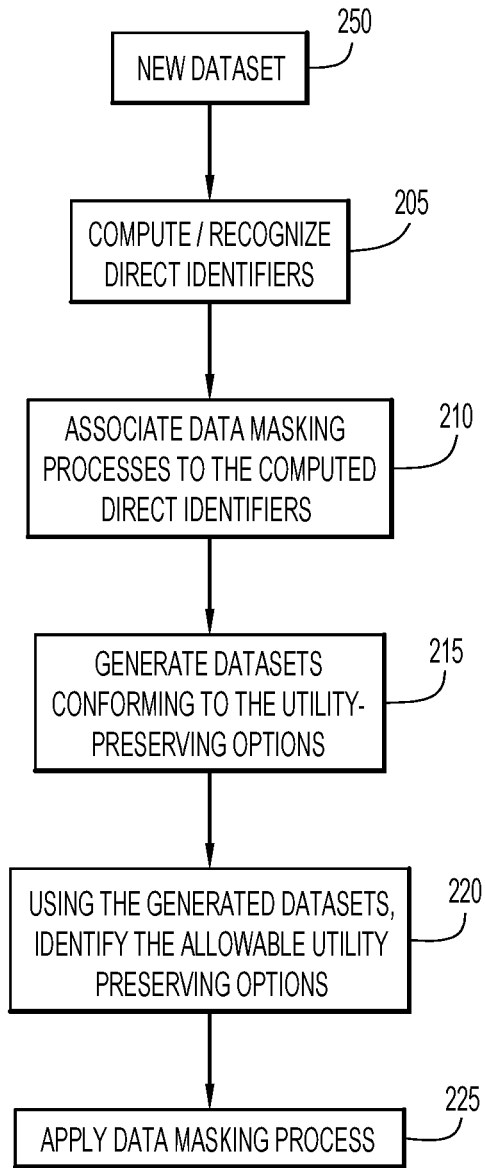 250
NEW DATASET
205
COMPUTE / RECOGNIZE
DIRECT IDENTIFIERS
210
ASSOCIATE DATA MASKING
PROCESSES TO THE COMPUTED
DIRECT IDENTIFIERS
215
GENERATE DATASETS
CONFORMING TO THE UTILITY-
PRESERVING OPTIONS
220
USING THE GENERATED DATASETS,
IDENTIFY THE ALLOWABLE UTILITY
PRESERVING OPTIONS
225
APPLY DATA MASKING PROCESS